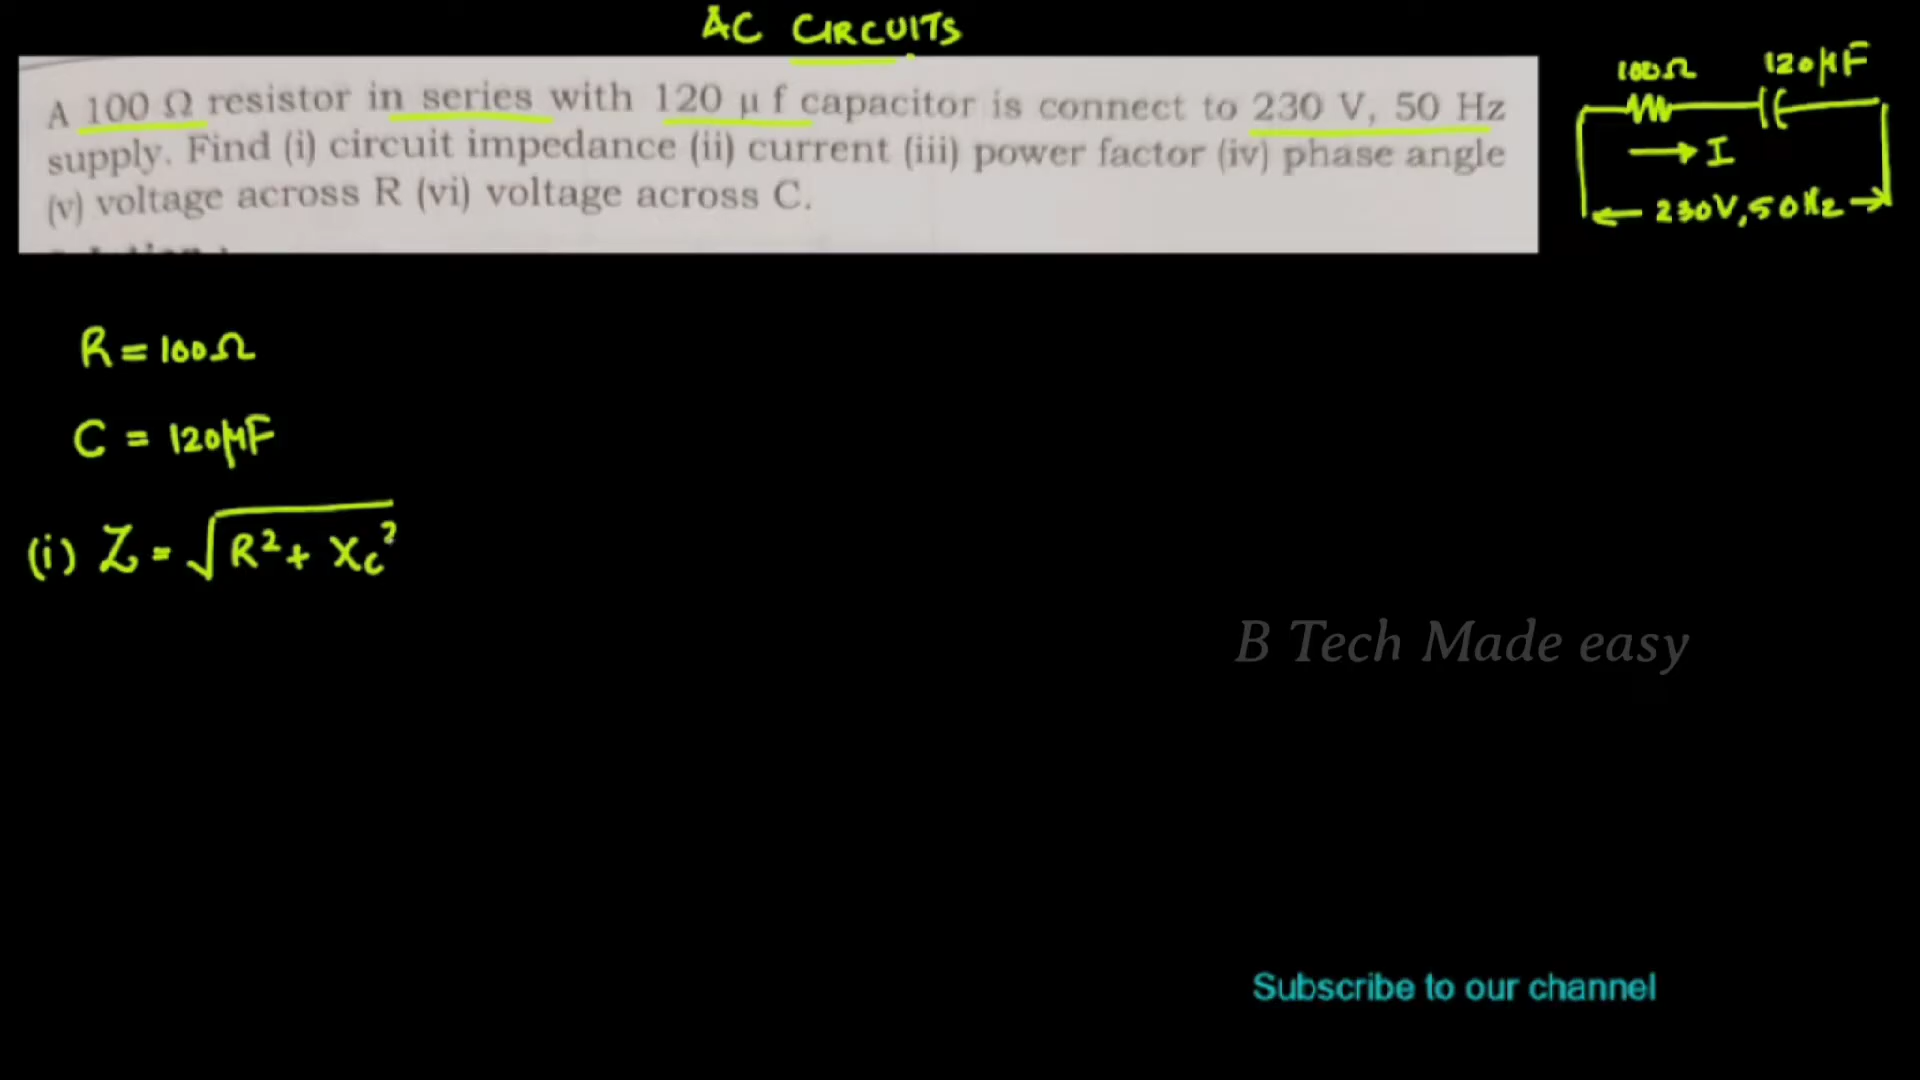 AC CIRCUITS
A 100 Ω resistor in series with 120 μ f capacitor is connect to 230 V, 50 Hz
supply. Find (i) circuit impedance (ii) current (iii) power factor (iv) phase angle
(v) voltage across R (vi) voltage across C.
100Ω 120μF
I
230V, 50Hz
R = 100Ω
C = 120μF
(i) Z = √R² + Xc²
B Tech Made easy
Subscribe to our channel